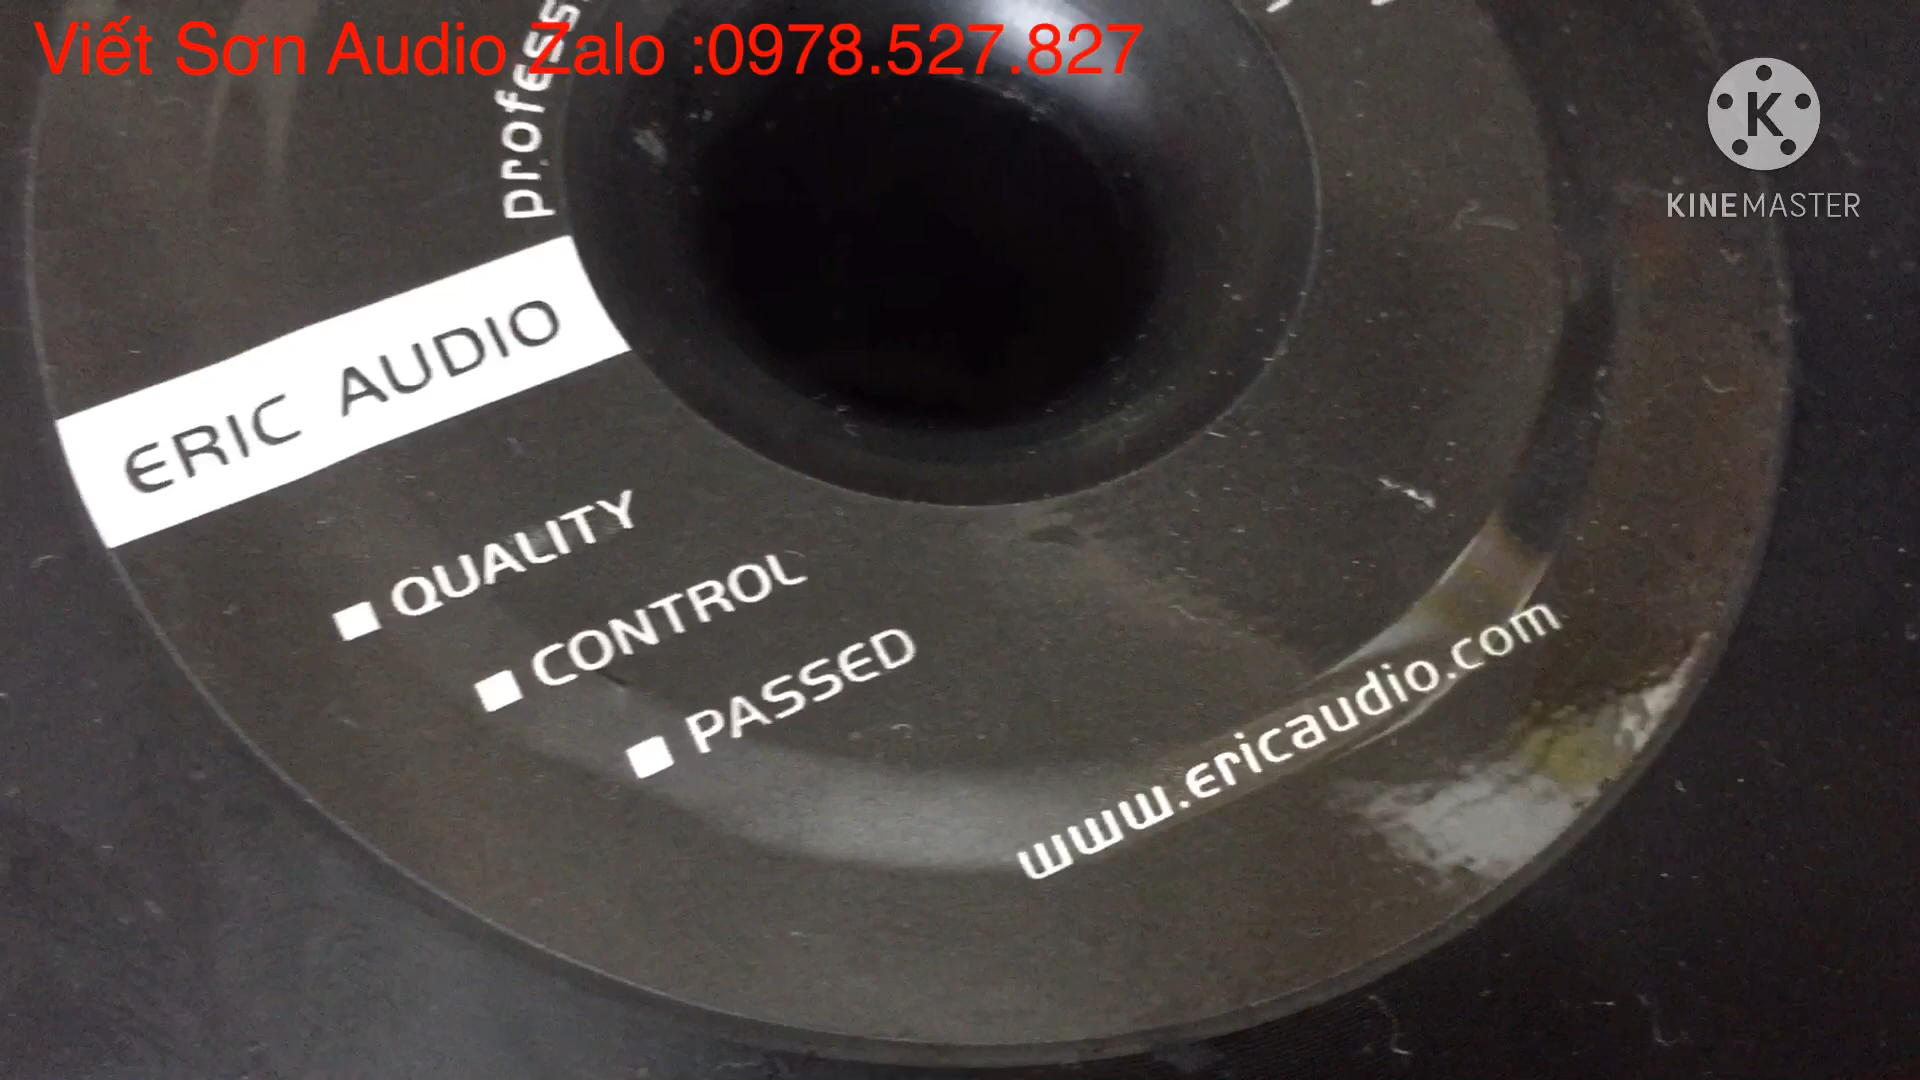 Viết Sơn Audio Zalo :0978.527.827
K
KINEMASTER
ERIC AUDIO
QUALITY
CONTROL
PASSED
www.ericaudio.com